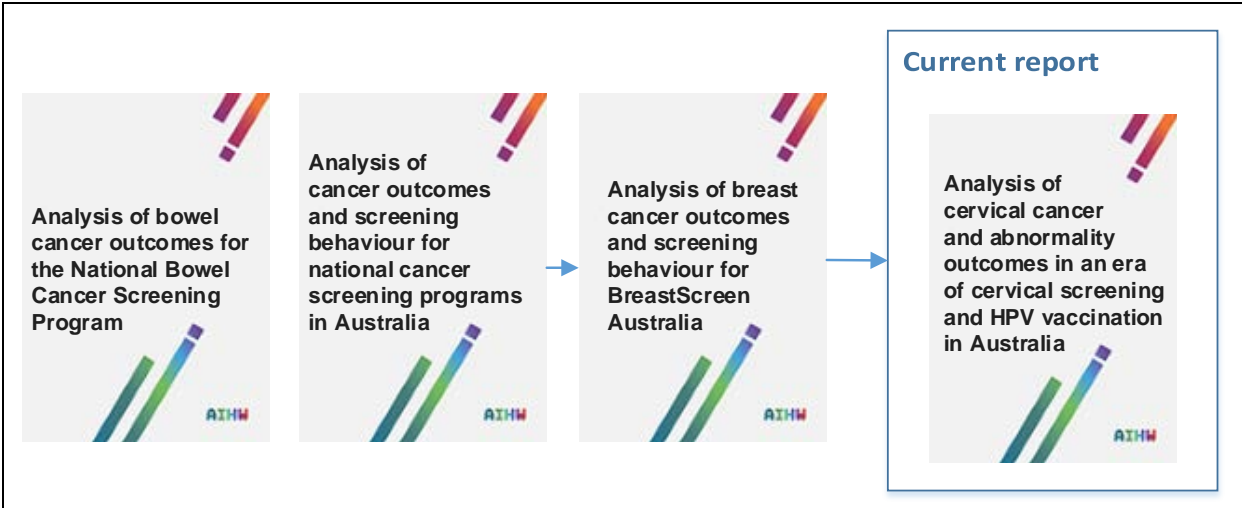 Current report
Analysis of bowel
cancer outcomes for
the National Bowel
Cancer Screening
Program
AIHW
Analysis of
cancer outcomes
and screening
behaviour for
national cancer
screening programs
in Australia
AIHW
Analysis of breast
cancer outcomes
and screening
behaviour for
BreastScreen
Australia
AIHW
Analysis of
cervical cancer
and abnormality
outcomes in an era
of cervical screening
and HPV vaccination
in Australia
AIHW